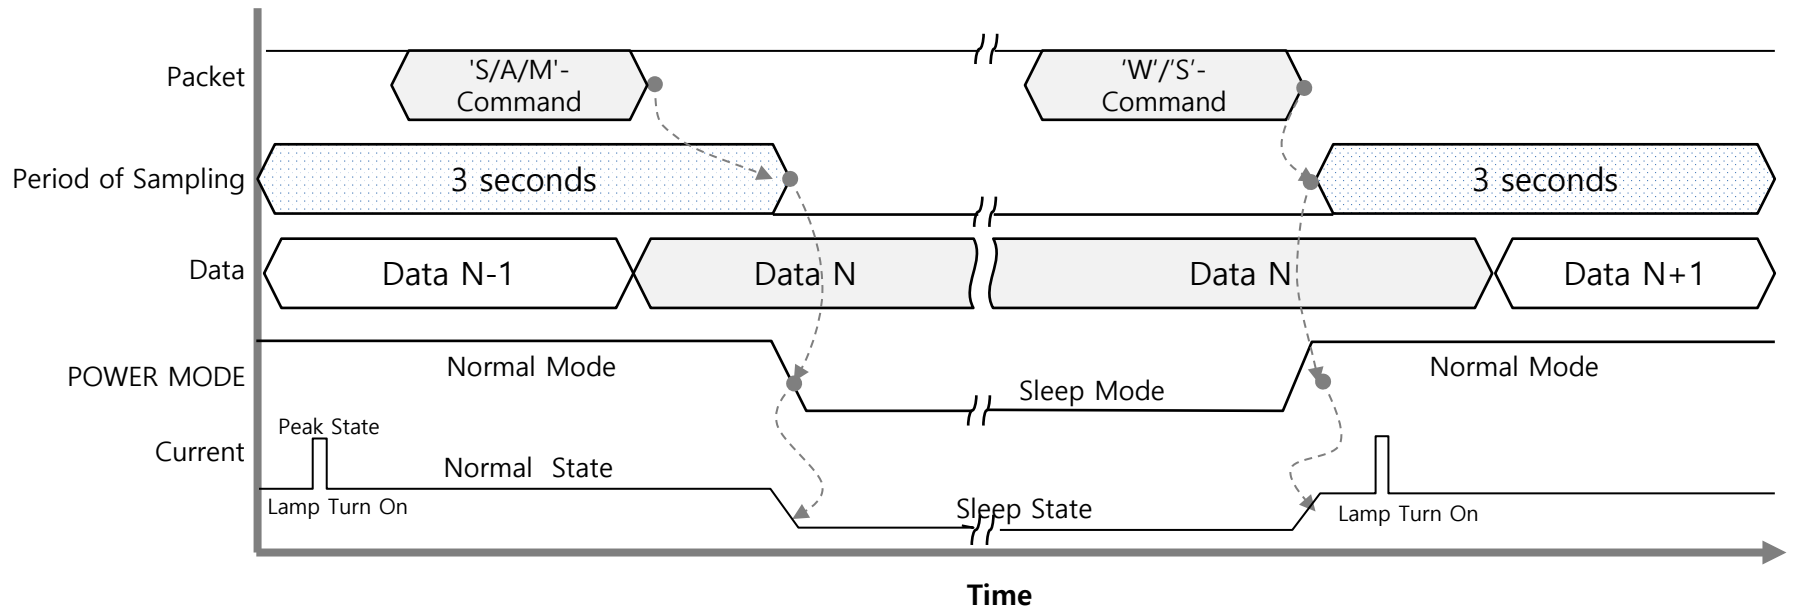 Packet
'S/A/M'-
Command
‘W‘/’S’-
Command
Period of Sampling
3 seconds
3 seconds
Data
Data N-1
Data N
Data N
Data N+1
POWER MODE
Normal Mode
Sleep Mode
Normal Mode
Current
Peak State
Normal State
Lamp Turn On
Sleep State
Lamp Turn On
Time